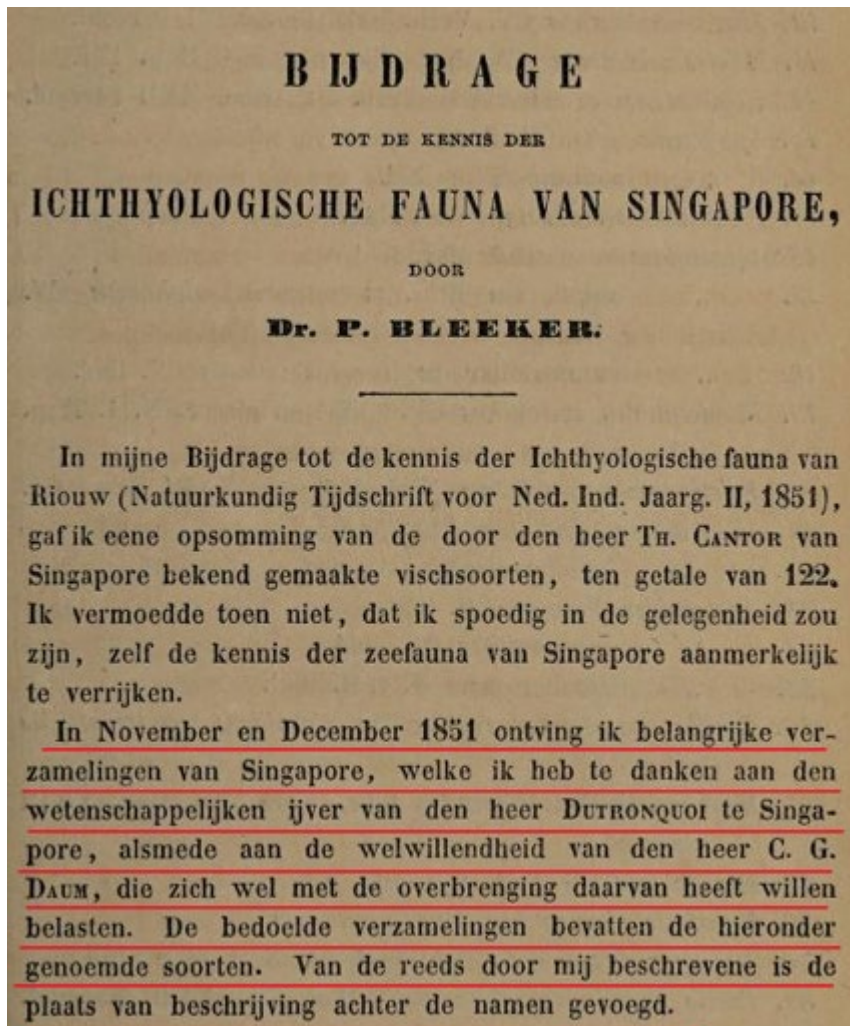 BIJDRAGE
TOT DE KENNIS DER
ICHTHYOLOGISCHE FAUNA VAN SINGAPORE,
DOOR
Dr. P. BLEEKER.
In mijne Bijdrage tot de kennis der Ichthyologische fauna van
Riouw (Natuurkundig Tijdschrift voor Ned. Ind. Jaarg. II, 1851),
gaf ik eene opsomming van de door den heer TH. CANTOR van
Singapore bekend gemaakte vischsoorten, ten getale van 122.
Ik vermoedde toen niet, dat ik spoedig in de gelegenheid zou
zijn, zelf de kennis der zeefauna van Singapore aanmerkelijk
te verrijken.
In November en December 1851 ontving ik belangrijke ver-
zamelingen van Singapore, welke ik heb te danken aan den
wetenschappelijken ijver van den heer DUTRONQUOI te Singa-
pore, alsmede aan de welwillendheid van den heer C. G.
DAUM, die zich wel met de overbrenging daarvan heeft willen
belasten. De bedoelde verzamelingen bevatten de hieronder
genoemde soorten. Van de reeds door mij beschrevene is de
plaats van beschrijving achter de namen gevoegd.